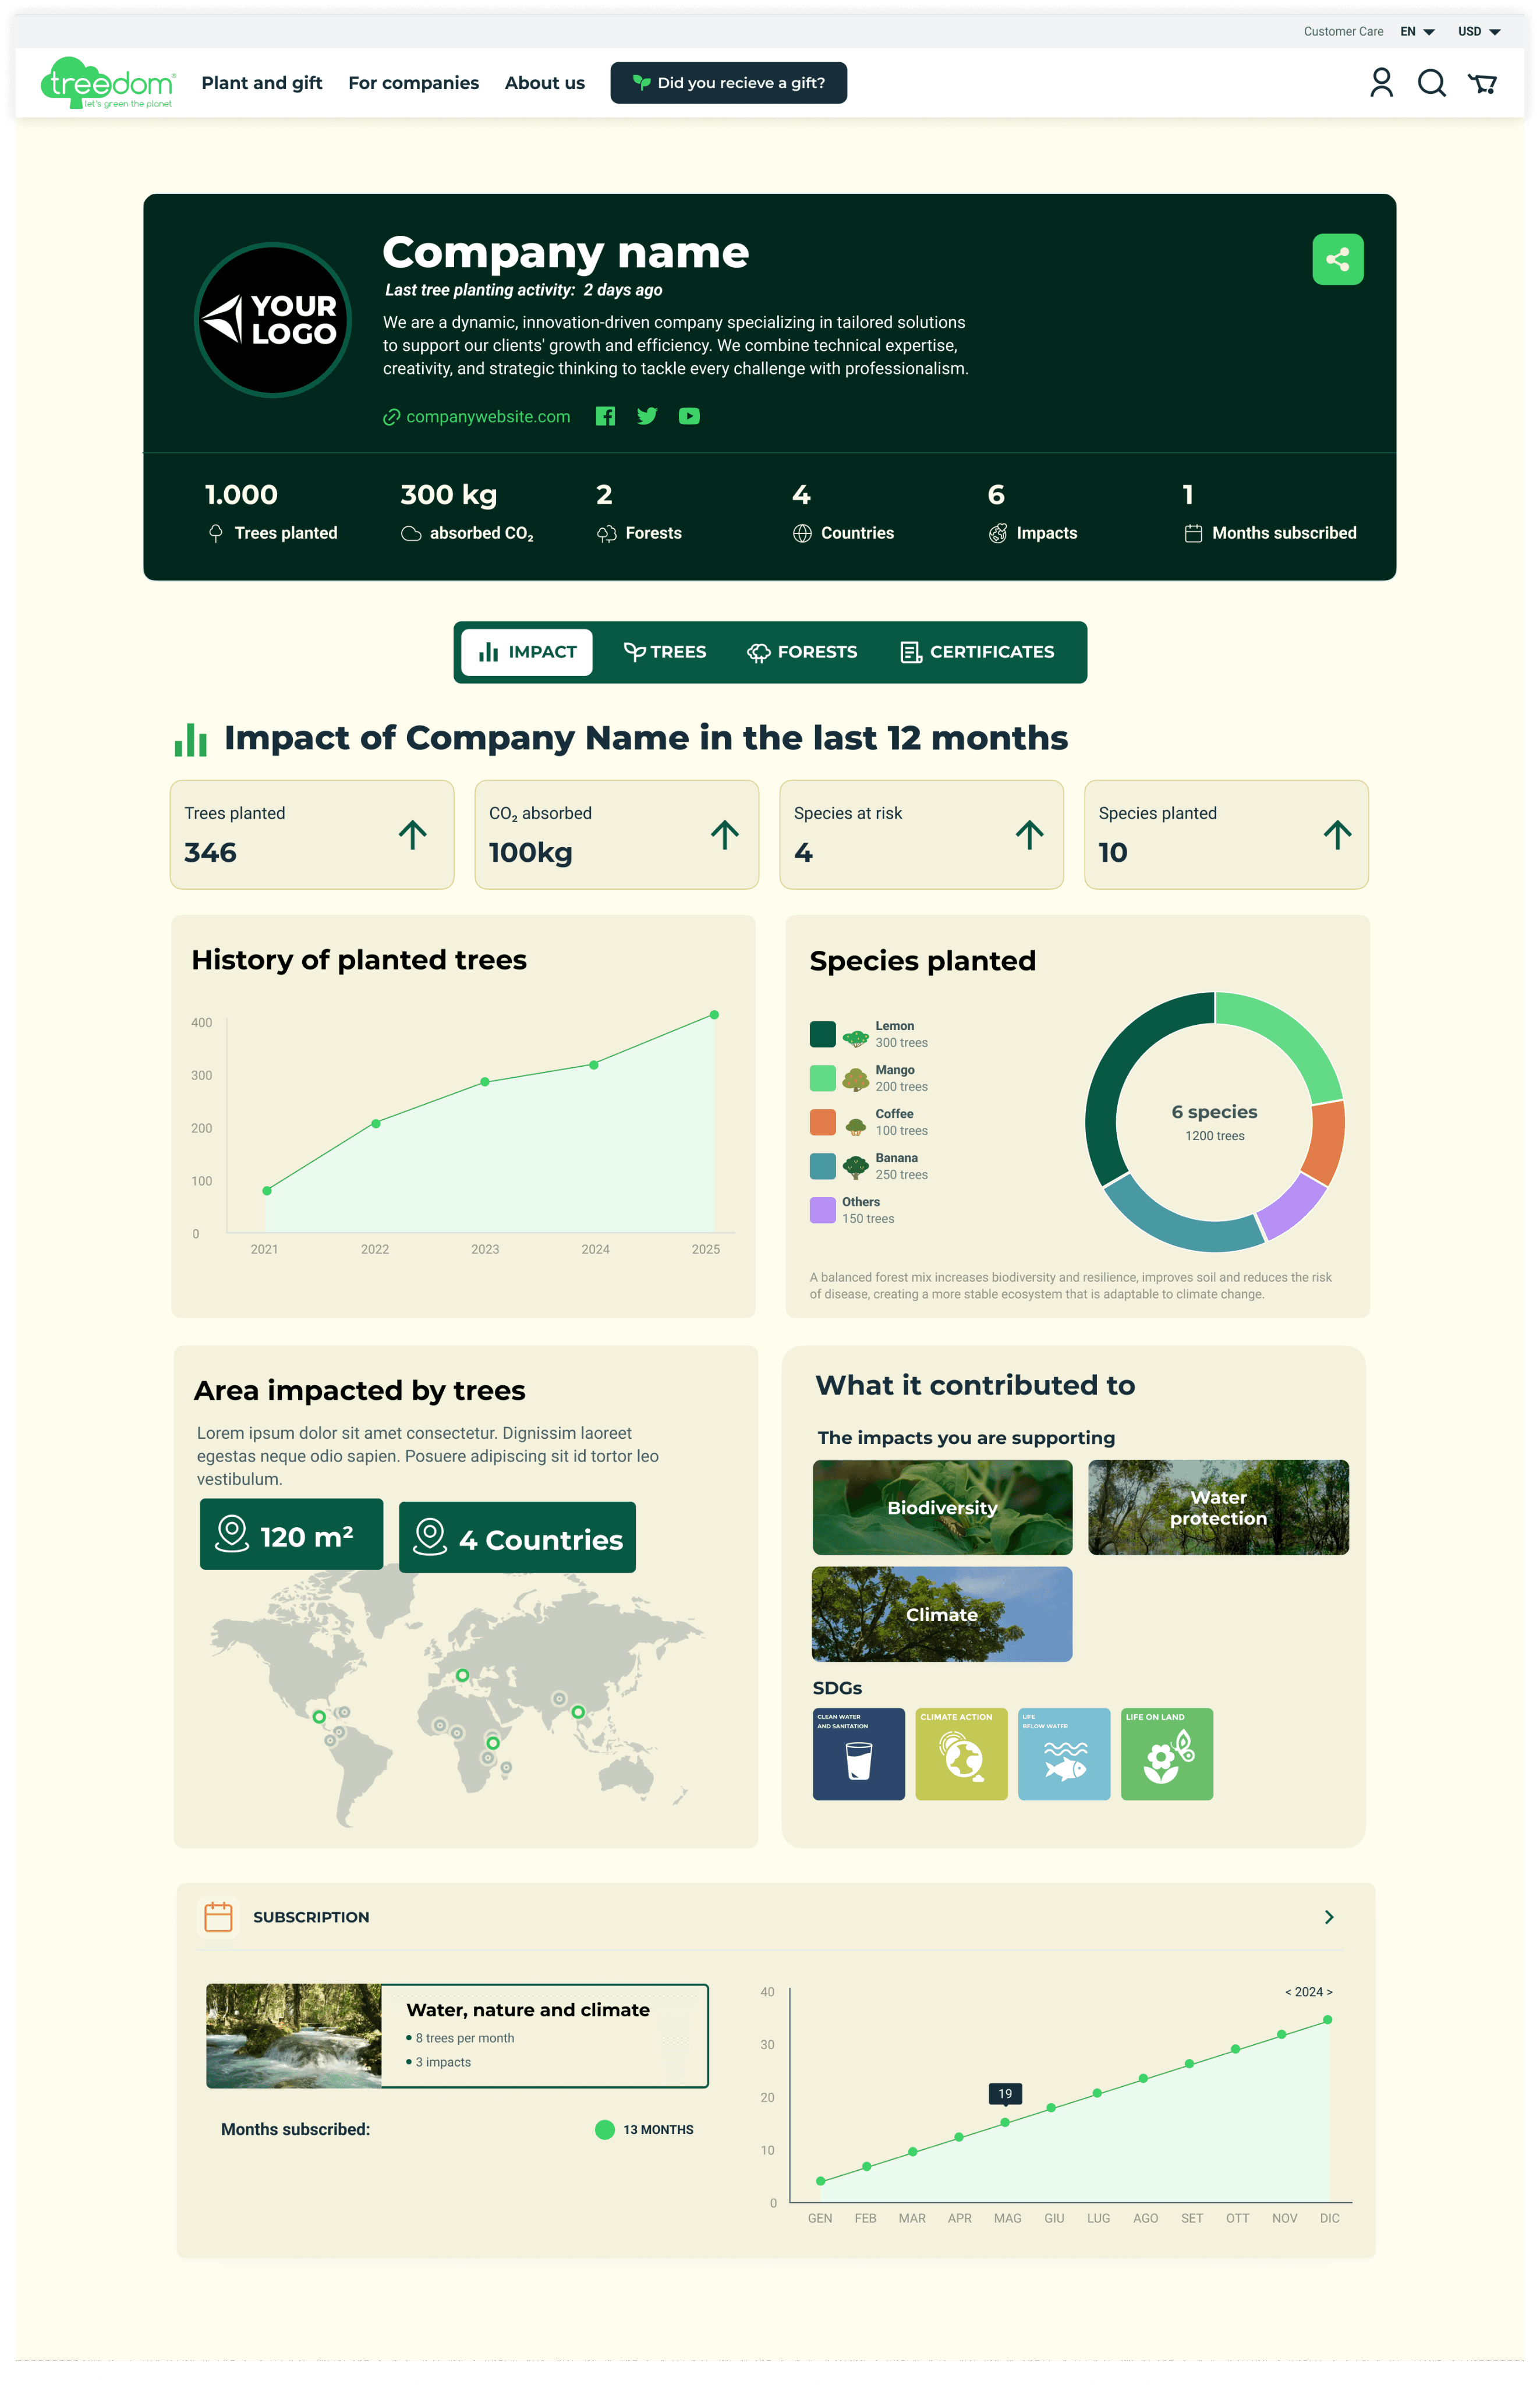 Customer Care EN USD
treedom®
let's green the planet
Plant and gift For companies About us Did you recieve a gift?
YOUR
LOGO
Company name
Last tree planting activity: 2 days ago
We are a dynamic, innovation-driven company specializing in tailored solutions
to support our clients' growth and efficiency. We combine technical expertise,
creativity, and strategic thinking to tackle every challenge with professionalism.
companywebsite.com
1.000 300 kg 2 4 6 1
Trees planted absorbed CO₂ Forests Countries Impacts Months subscribed
IMPACT TREES FORESTS CERTIFICATES
Impact of Company Name in the last 12 months
Trees planted
346
CO₂ absorbed
100kg
Species at risk
4
Species planted
10
History of planted trees
400
300
200
100
0
2021 2022 2023 2024 2025
Species planted
Lemon
300 trees
Mango
200 trees
Coffee
100 trees
Banana
250 trees
Others
150 trees
6 species
1200 trees
A balanced forest mix increases biodiversity and resilience, improves soil and reduces the risk
of disease, creating a more stable ecosystem that is adaptable to climate change.
Area impacted by trees
Lorem ipsum dolor sit amet consectetur. Dignissim laoreet
egestas neque odio sapien. Posuere adipiscing sit id tortor leo
vestibulum.
120 m²
4 Countries
What it contributed to
The impacts you are supporting
Biodiversity
Water
protection
Climate
SDGs
CLEAN WATER
AND SANITATION
CLIMATE ACTION
LIFE
BELOW WATER
LIFE ON LAND
SUBSCRIPTION
Water, nature and climate
8 trees per month
3 impacts
Months subscribed: 13 MONTHS
< 2024 >
40
30
20
10
0
19
GEN FEB MAR APR MAG GIU LUG AGO SET OTT NOV DIC